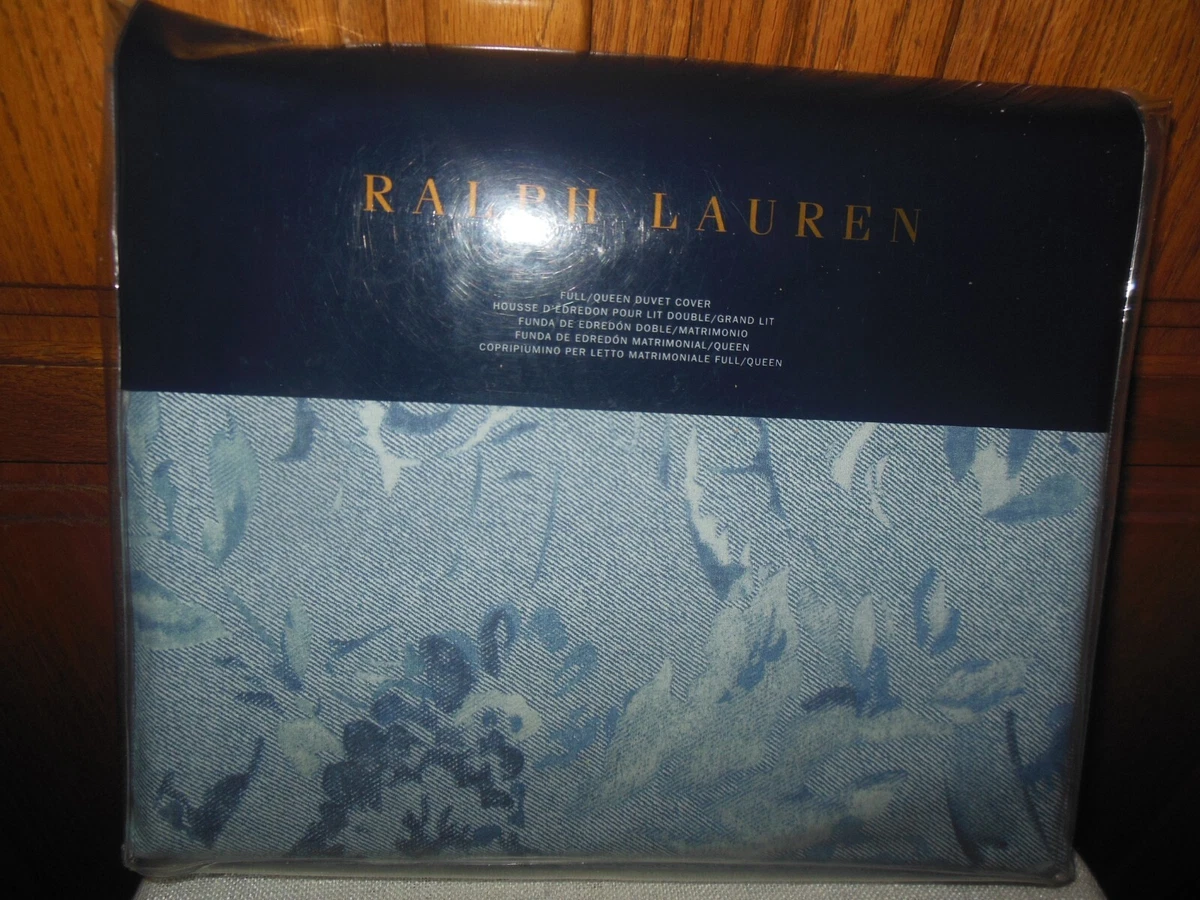 RALPH LAUREN
FULL/QUEEN DUVET COVER
HOUSSE D'ÉDREDON POUR LIT DOUBLE/GRAND LIT
FUNDA DE EDREDÓN DOBLE/MATRIMONIO
FUNDA DE EDREDÓN MATRIMONIAL/QUEEN
COPRIPIUMINO PER LETTO MATRIMONIALE FULL/QUEEN